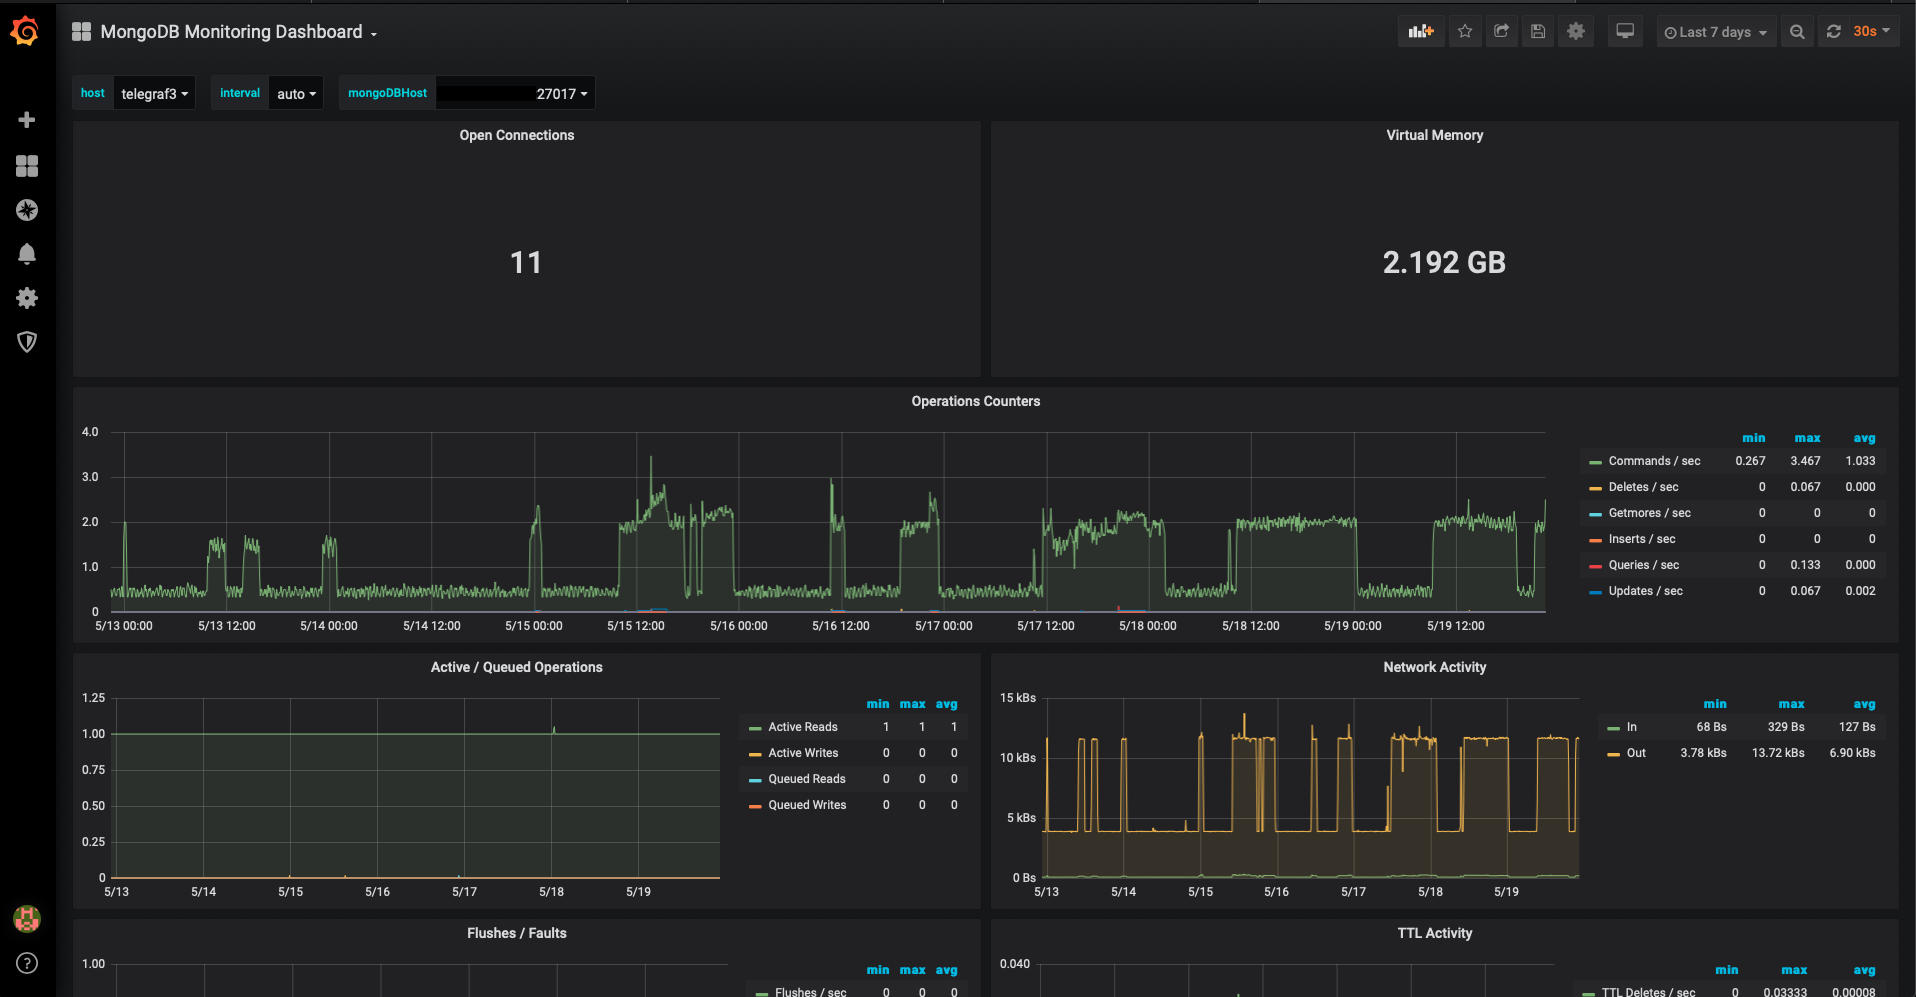 MongoDB Monitoring Dashboard
Last 7 days
30s
host telegraf3 interval auto mongoDBHost 27017
Open Connections
11
Virtual Memory
2.192 GB
Operations Counters
4.0
3.0
2.0
1.0
0
5/13 00:00 5/13 12:00 5/14 00:00 5/14 12:00 5/15 00:00 5/15 12:00 5/16 00:00 5/16 12:00 5/17 00:00 5/17 12:00 5/18 00:00 5/18 12:00 5/19 00:00 5/19 12:00
min max avg
Commands / sec 0.267 3.467 1.033
Deletes / sec 0 0.067 0.000
Getmores / sec 0 0 0
Inserts / sec 0 0 0
Queries / sec 0 0.133 0.000
Updates / sec 0 0.067 0.002
Active / Queued Operations
1.25
1.00
0.75
0.50
0.25
0
5/13 5/14 5/15 5/16 5/17 5/18 5/19
min max avg
Active Reads 1 1 1
Active Writes 0 0 0
Queued Reads 0 0 0
Queued Writes 0 0 0
Network Activity
15 kBs
10 kBs
5 kBs
0 Bs
5/13 5/14 5/15 5/16 5/17 5/18 5/19
min max avg
In 68 Bs 329 Bs 127 Bs
Out 3.78 kBs 13.72 kBs 6.90 kBs
Flushes / Faults
1.00
min max avg
Flushes / sec 0 0 0
TTL Activity
0.040
min max avg
TTL Deletes / sec 0 0.03333 0.00008